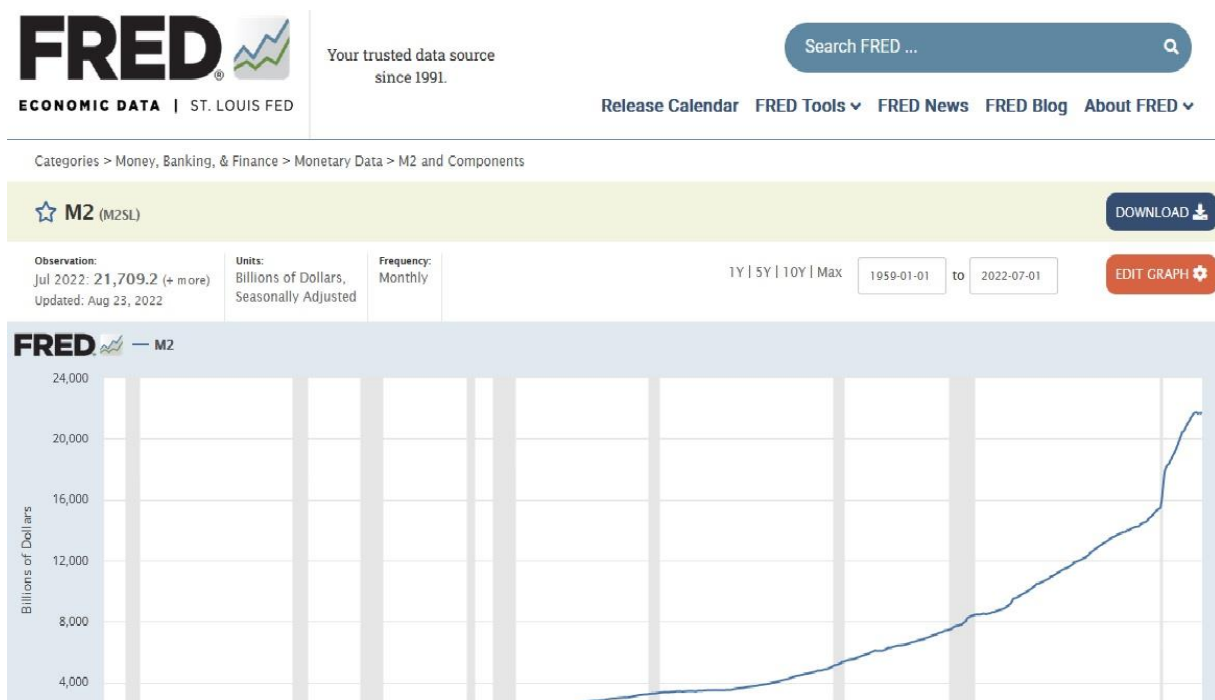 FRED®
ECONOMIC DATA | ST. LOUIS FED
Your trusted data source
since 1991.
Search FRED ...
Release Calendar FRED Tools FRED News FRED Blog About FRED
Categories > Money, Banking, & Finance > Monetary Data > M2 and Components
M2 (M2SL)
DOWNLOAD
Observation:
Jul 2022: 21,709.2 (+ more)
Updated: Aug 23, 2022
Units:
Billions of Dollars,
Seasonally Adjusted
Frequency:
Monthly
1Y | 5Y | 10Y | Max
1959-01-01 to 2022-07-01
EDIT GRAPH
FRED — M2
24,000
20,000
16,000
12,000
8,000
4,000
Billions of Dollars